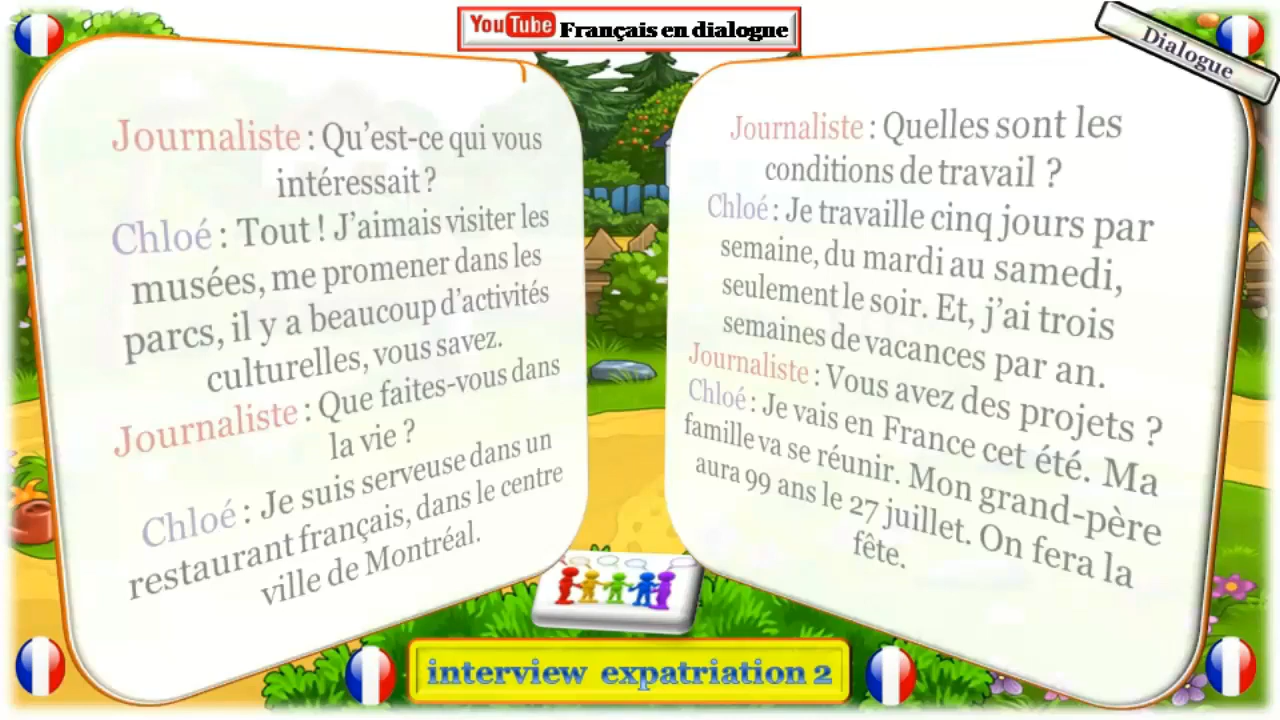 YouTube Français en dialogue
Dialogue
Journaliste : Qu'est-ce qui vous
intéressait ?
Chloé : Tout ! J'aimais visiter les
musées, me promener dans les
parcs, il y a beaucoup d'activités
culturelles, vous savez.
Journaliste : Que faites-vous dans
la vie ?
Chloé : Je suis serveuse dans un
restaurant français, dans le centre
ville de Montréal.
Journaliste : Quelles sont les
conditions de travail ?
Chloé : Je travaille cinq jours par
semaine, du mardi au samedi,
seulement le soir. Et, j'ai trois
semaines de vacances par an.
Journaliste : Vous avez des projets ?
Chloé : Je vais en France cet été. Ma
famille va se réunir. Mon grand-père
aura 99 ans le 27 juillet. On fera la
fête.
interview expatriation 2